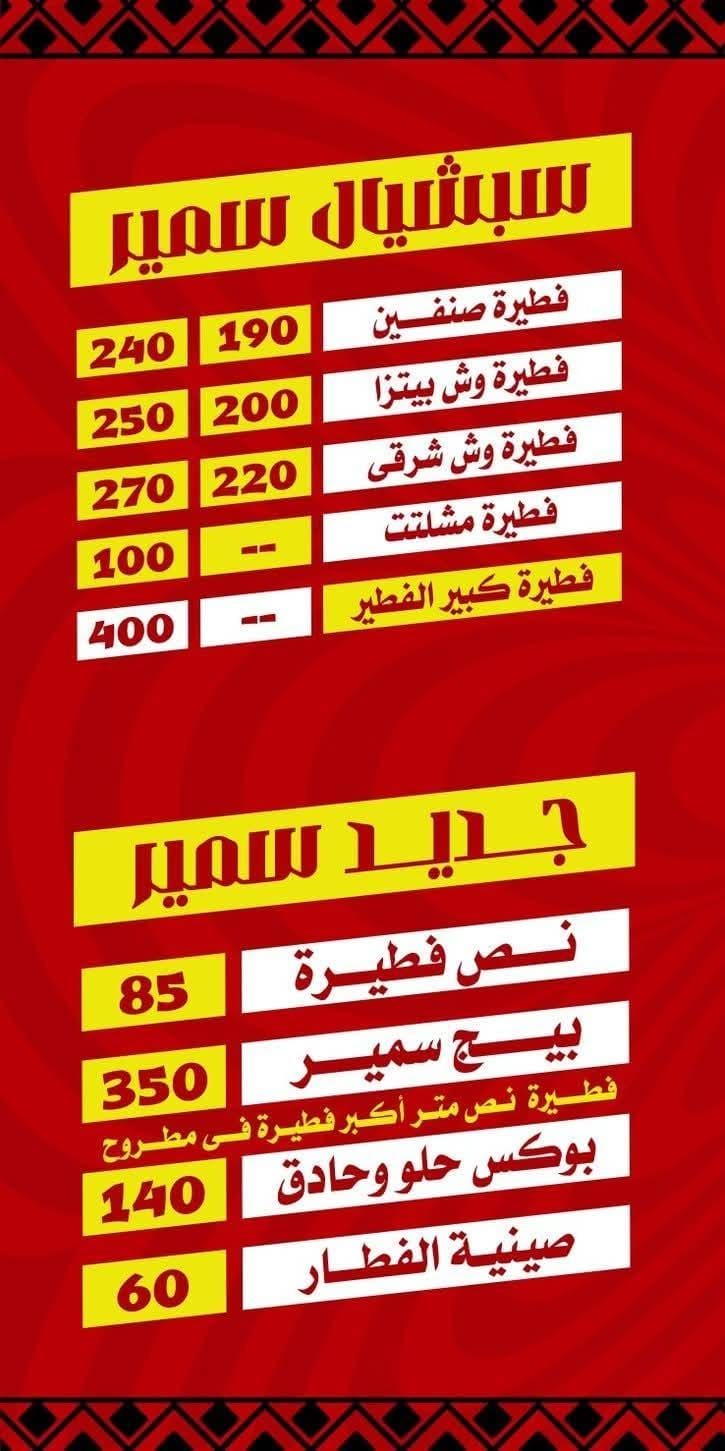 سبشيال سمير
فطيرة صنفين 190 240
فطيرة وش بيتزا 200 250
فطيرة وش شرقى 220 270
فطيرة مشلتت -- 100
فطيرة كبير الفطير -- 400
جديد سمير
نص فطيرة 85
بيج سمير 350
فطيرة نص متر أكبر فطيرة فى مطروح
بوكس حلو وحادق 140
صينية الفطار 60